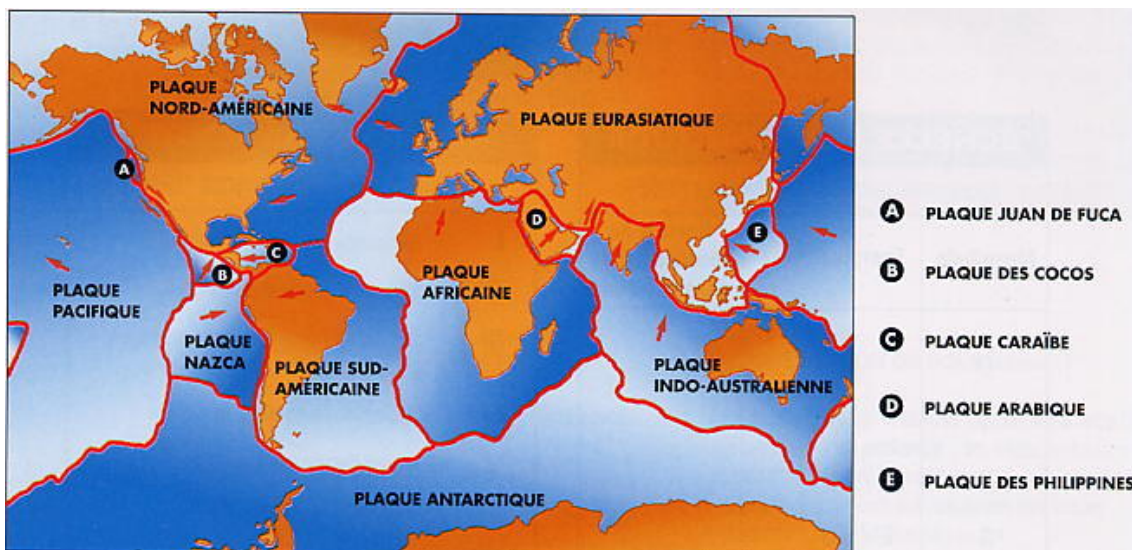 PLAQUE
NORD-AMÉRICAINE
PLAQUE EURASIATIQUE
PLAQUE
PACIFIQUE
PLAQUE
NAZCA
PLAQUE SUD-
AMÉRICAINE
PLAQUE
AFRICAINE
PLAQUE
INDO-AUSTRALIENNE
PLAQUE ANTARCTIQUE
A
B
C
D
E
A PLAQUE JUAN DE FUCA
B PLAQUE DES COCOS
C PLAQUE CARAÏBE
D PLAQUE ARABIQUE
E PLAQUE DES PHILIPPINES